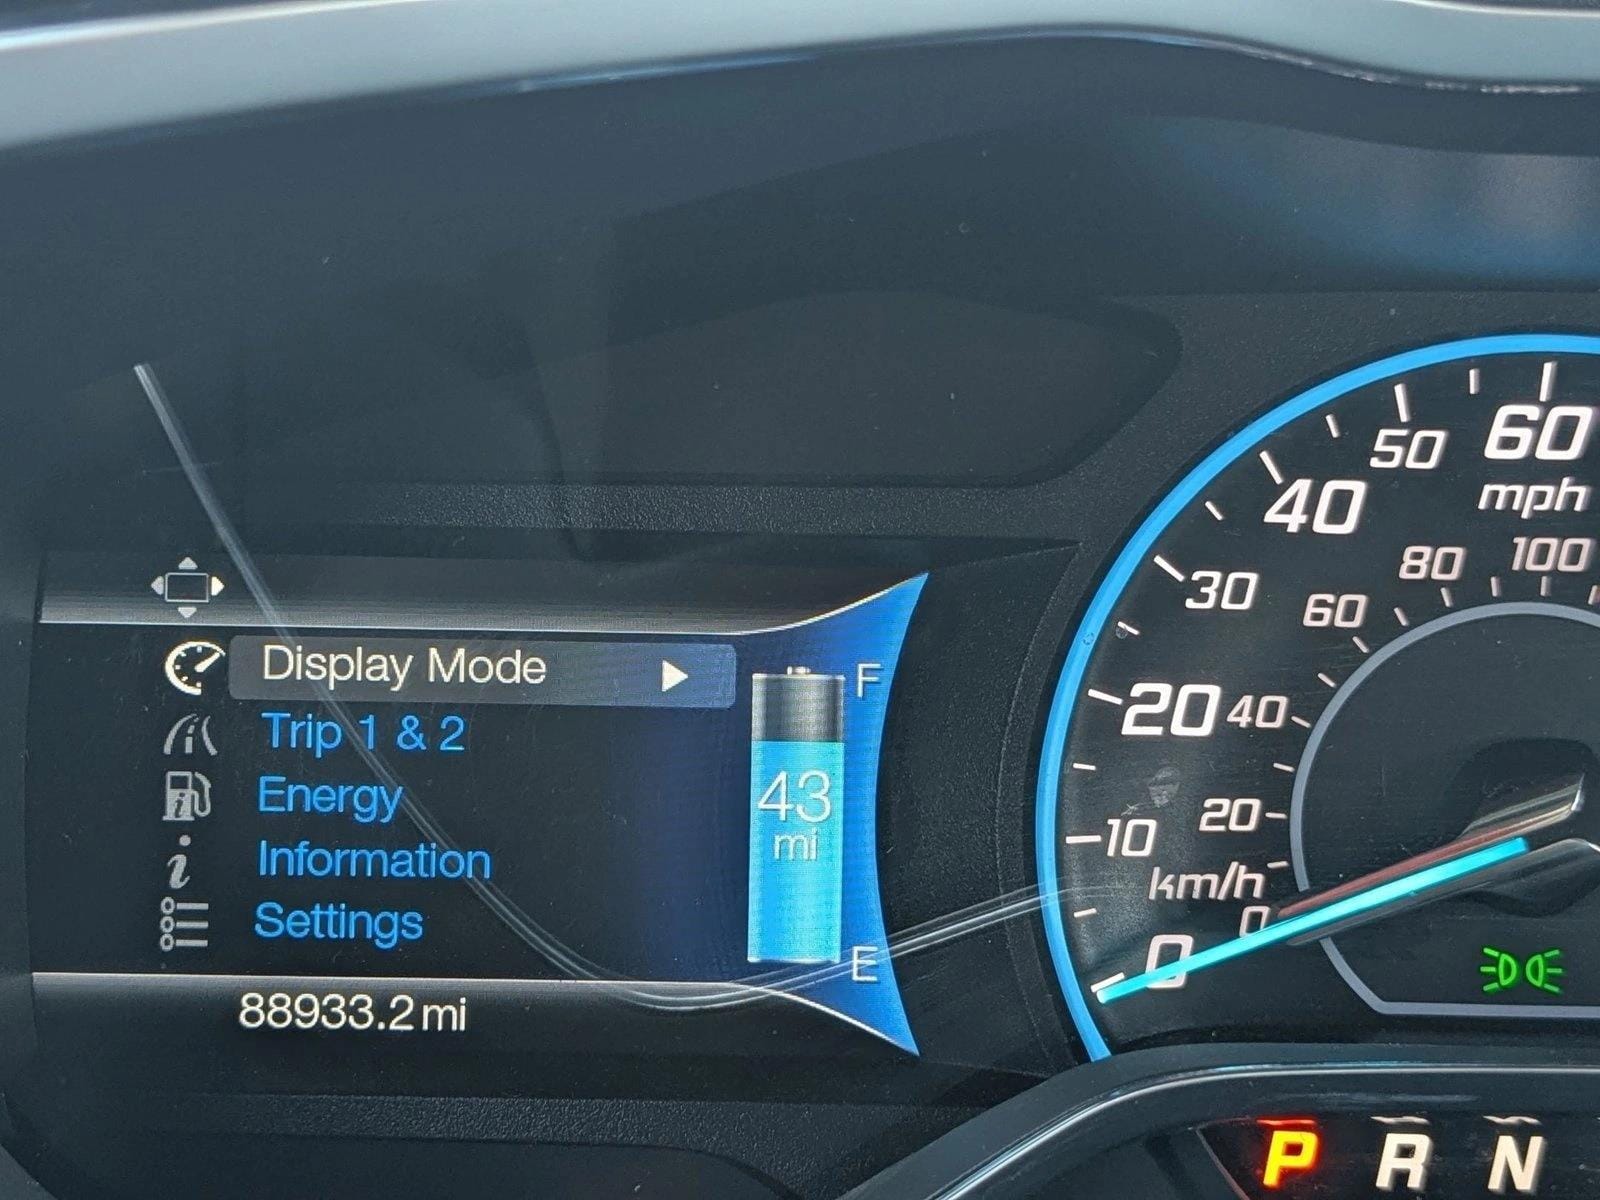 Display Mode
Trip 1 & 2
Energy
Information
Settings
88933.2 mi
F
43
mi
E
60
mph
50
40
30
20
10
0
100
80
60
40
20
km/h
0
P R N